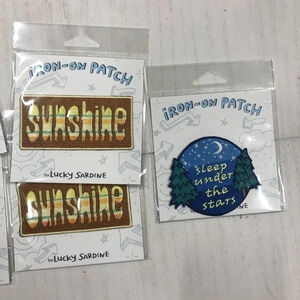 iRON-ON PATCH
sunshine
by LUCKY SARDINE
sunshine
by LUCKY SARDINE
iRON-ON PATCH
sleep
under
the
stars